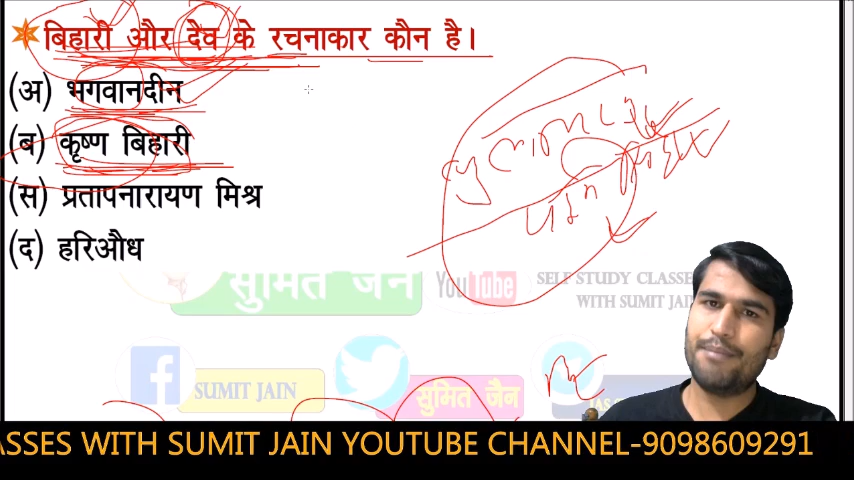 बिहारी और देव के रचनाकार कौन है।
(अ) भगवानदीन
(ब) कृष्ण बिहारी
(स) प्रतापनारायण मिश्र
(द) हरिऔध
सुमित जैन
YouTube
SELF STUDY CLASSES
WITH SUMIT JAIN
SUMIT JAIN
सुमित जैन
ASSES WITH SUMIT JAIN YOUTUBE CHANNEL-9098609291